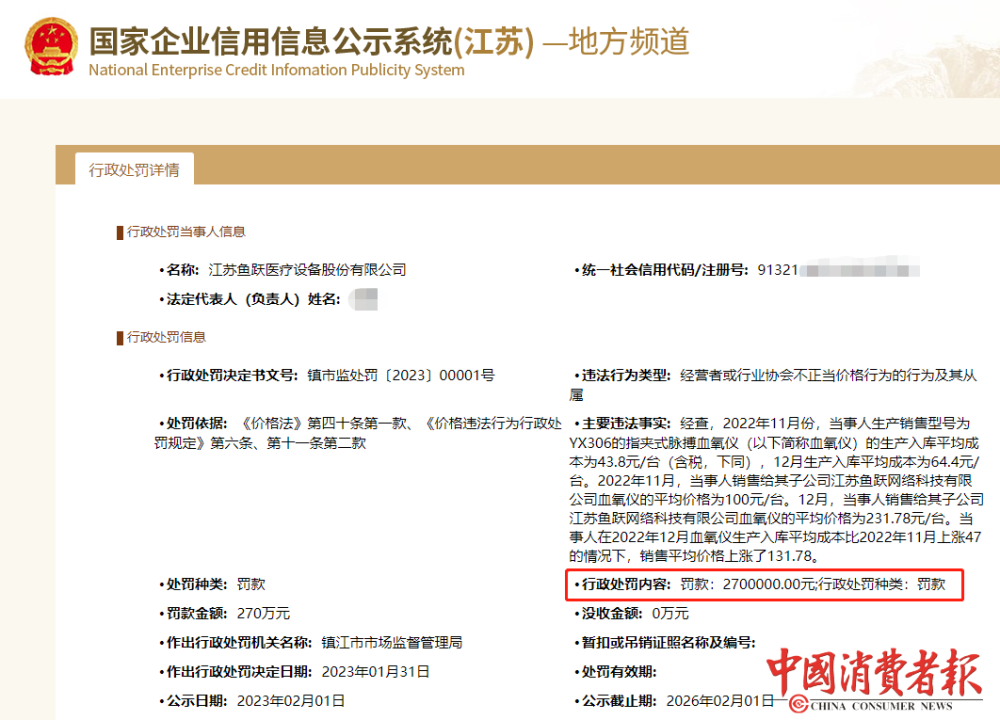 国家企业信用信息公示系统(江苏) —地方频道
National Enterprise Credit Infomation Publicity System
行政处罚详情
行政处罚当事人信息
•名称: 江苏鱼跃医疗设备股份有限公司
•统一社会信用代码/注册号: 91321
•法定代表人（负责人）姓名:
行政处罚信息
•行政处罚决定书文号: 镇市监处罚〔2023〕00001号
•违法行为类型: 经营者或行业协会不正当价格行为的行为及其从
属
•处罚依据: 《价格法》第四十条第一款、《价格违法行为行政处
罚规定》第六条、第十一条第二款
•主要违法事实: 经查，2022年11月份，当事人生产销售型号为
YX306的指夹式脉搏血氧仪（以下简称血氧仪）的生产入库平均成
本为43.8元/台（含税，下同），12月生产入库平均成本为64.4元/
台。2022年11月，当事人销售给其子公司江苏鱼跃网络科技有限
公司血氧仪的平均价格为100元/台。12月，当事人销售给其子公司
江苏鱼跃网络科技有限公司血氧仪的平均价格为231.78元/台。当
事人在2022年12月血氧仪生产入库平均成本比2022年11月上涨47
的情况下，销售平均价格上涨了131.78。
•处罚种类: 罚款
•行政处罚内容: 罚款：2700000.00元;行政处罚种类：罚款
•罚款金额: 270万元
•没收金额: 0万元
•作出行政处罚机关名称: 镇江市市场监督管理局
•暂扣或吊销证照名称及编号:
•作出行政处罚决定日期: 2023年01月31日
•处罚有效期:
•公示日期: 2023年02月01日
•公示截止期: 2026年02月01日
中國消費者報
CHINA CONSUMER NEWS